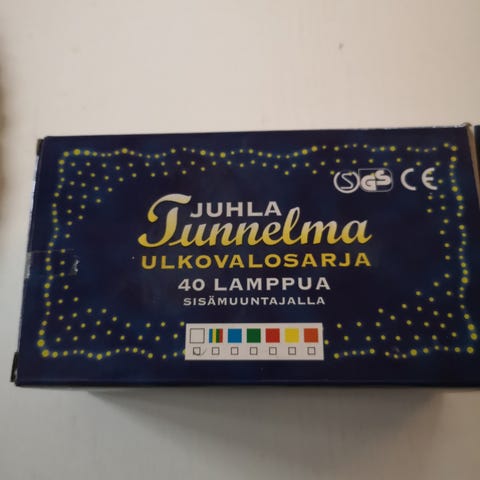 JUHLA
Tunnelma
ULKOVALOSARJA
40 LAMPPUA
SISÄMUUNTAJALLA
S GS CE